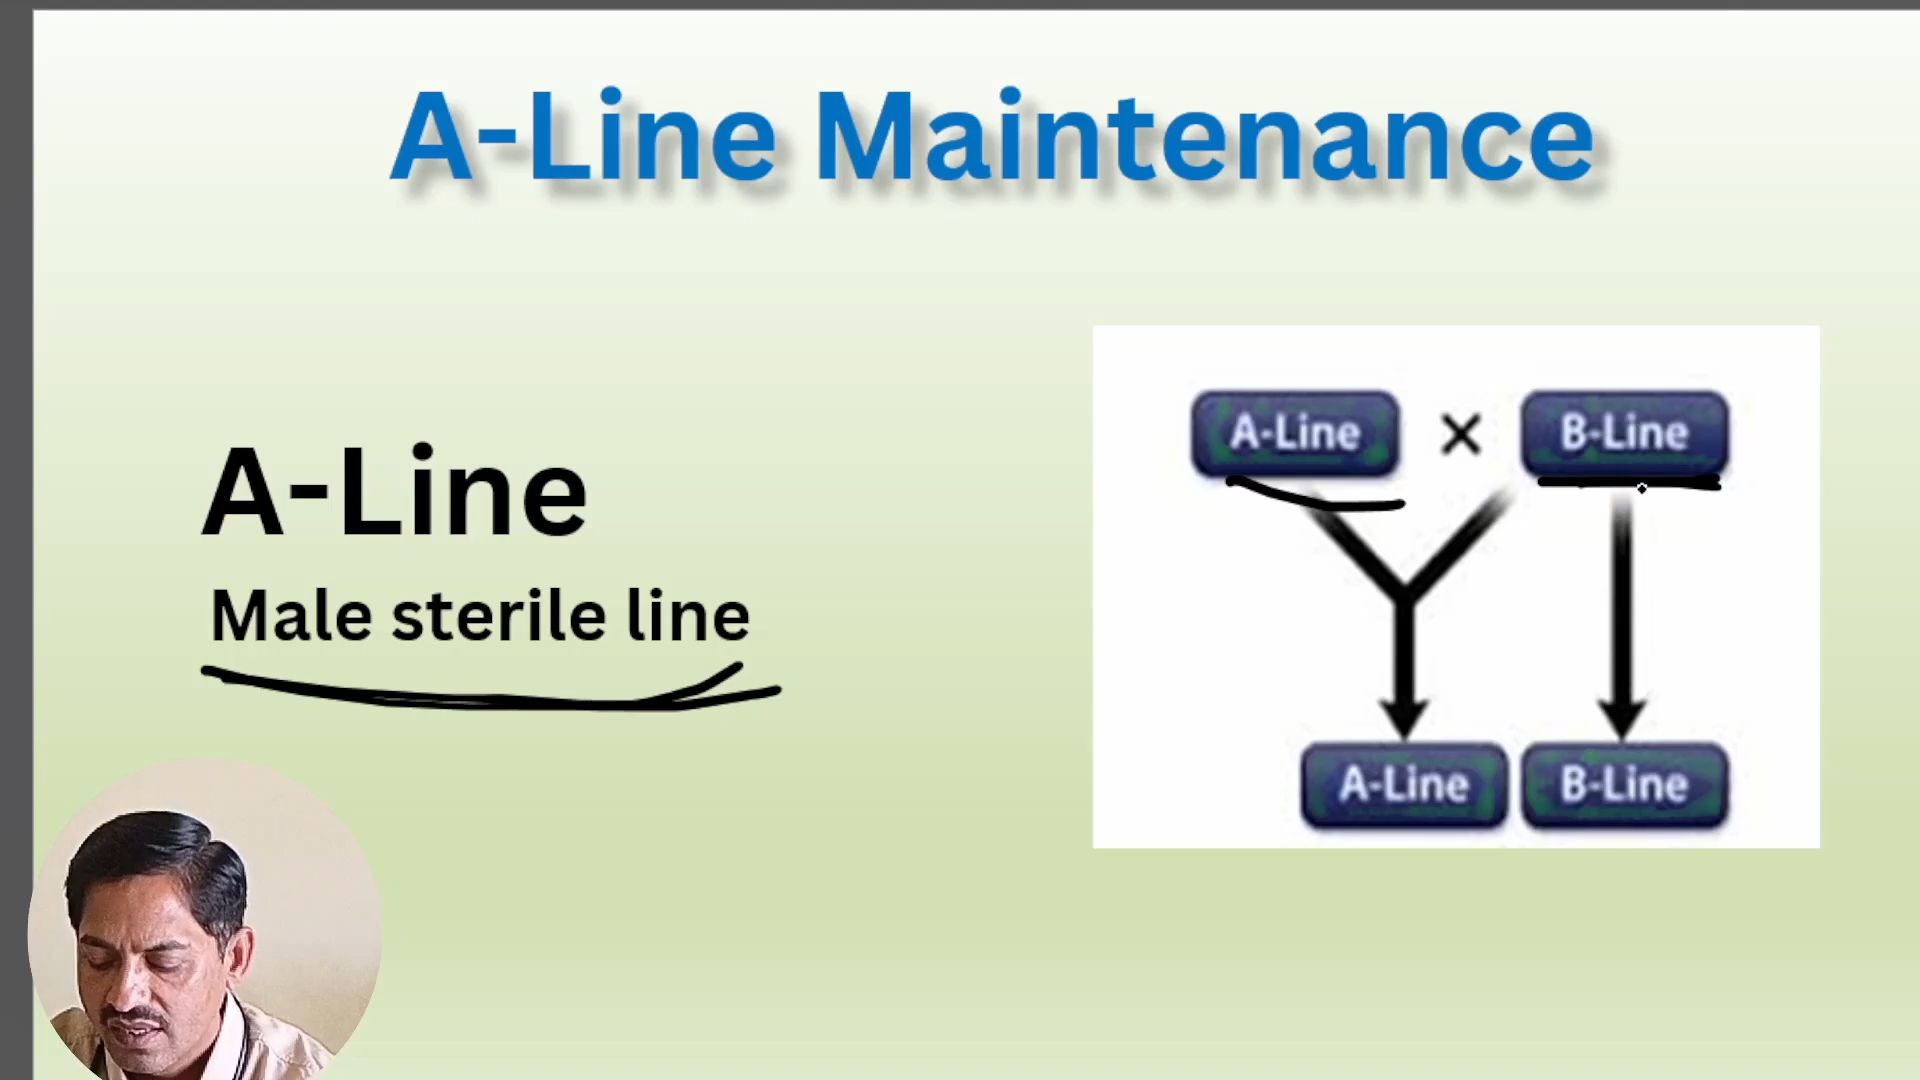 A-Line Maintenance
A-Line
Male sterile line
A-Line × B-Line
A-Line B-Line